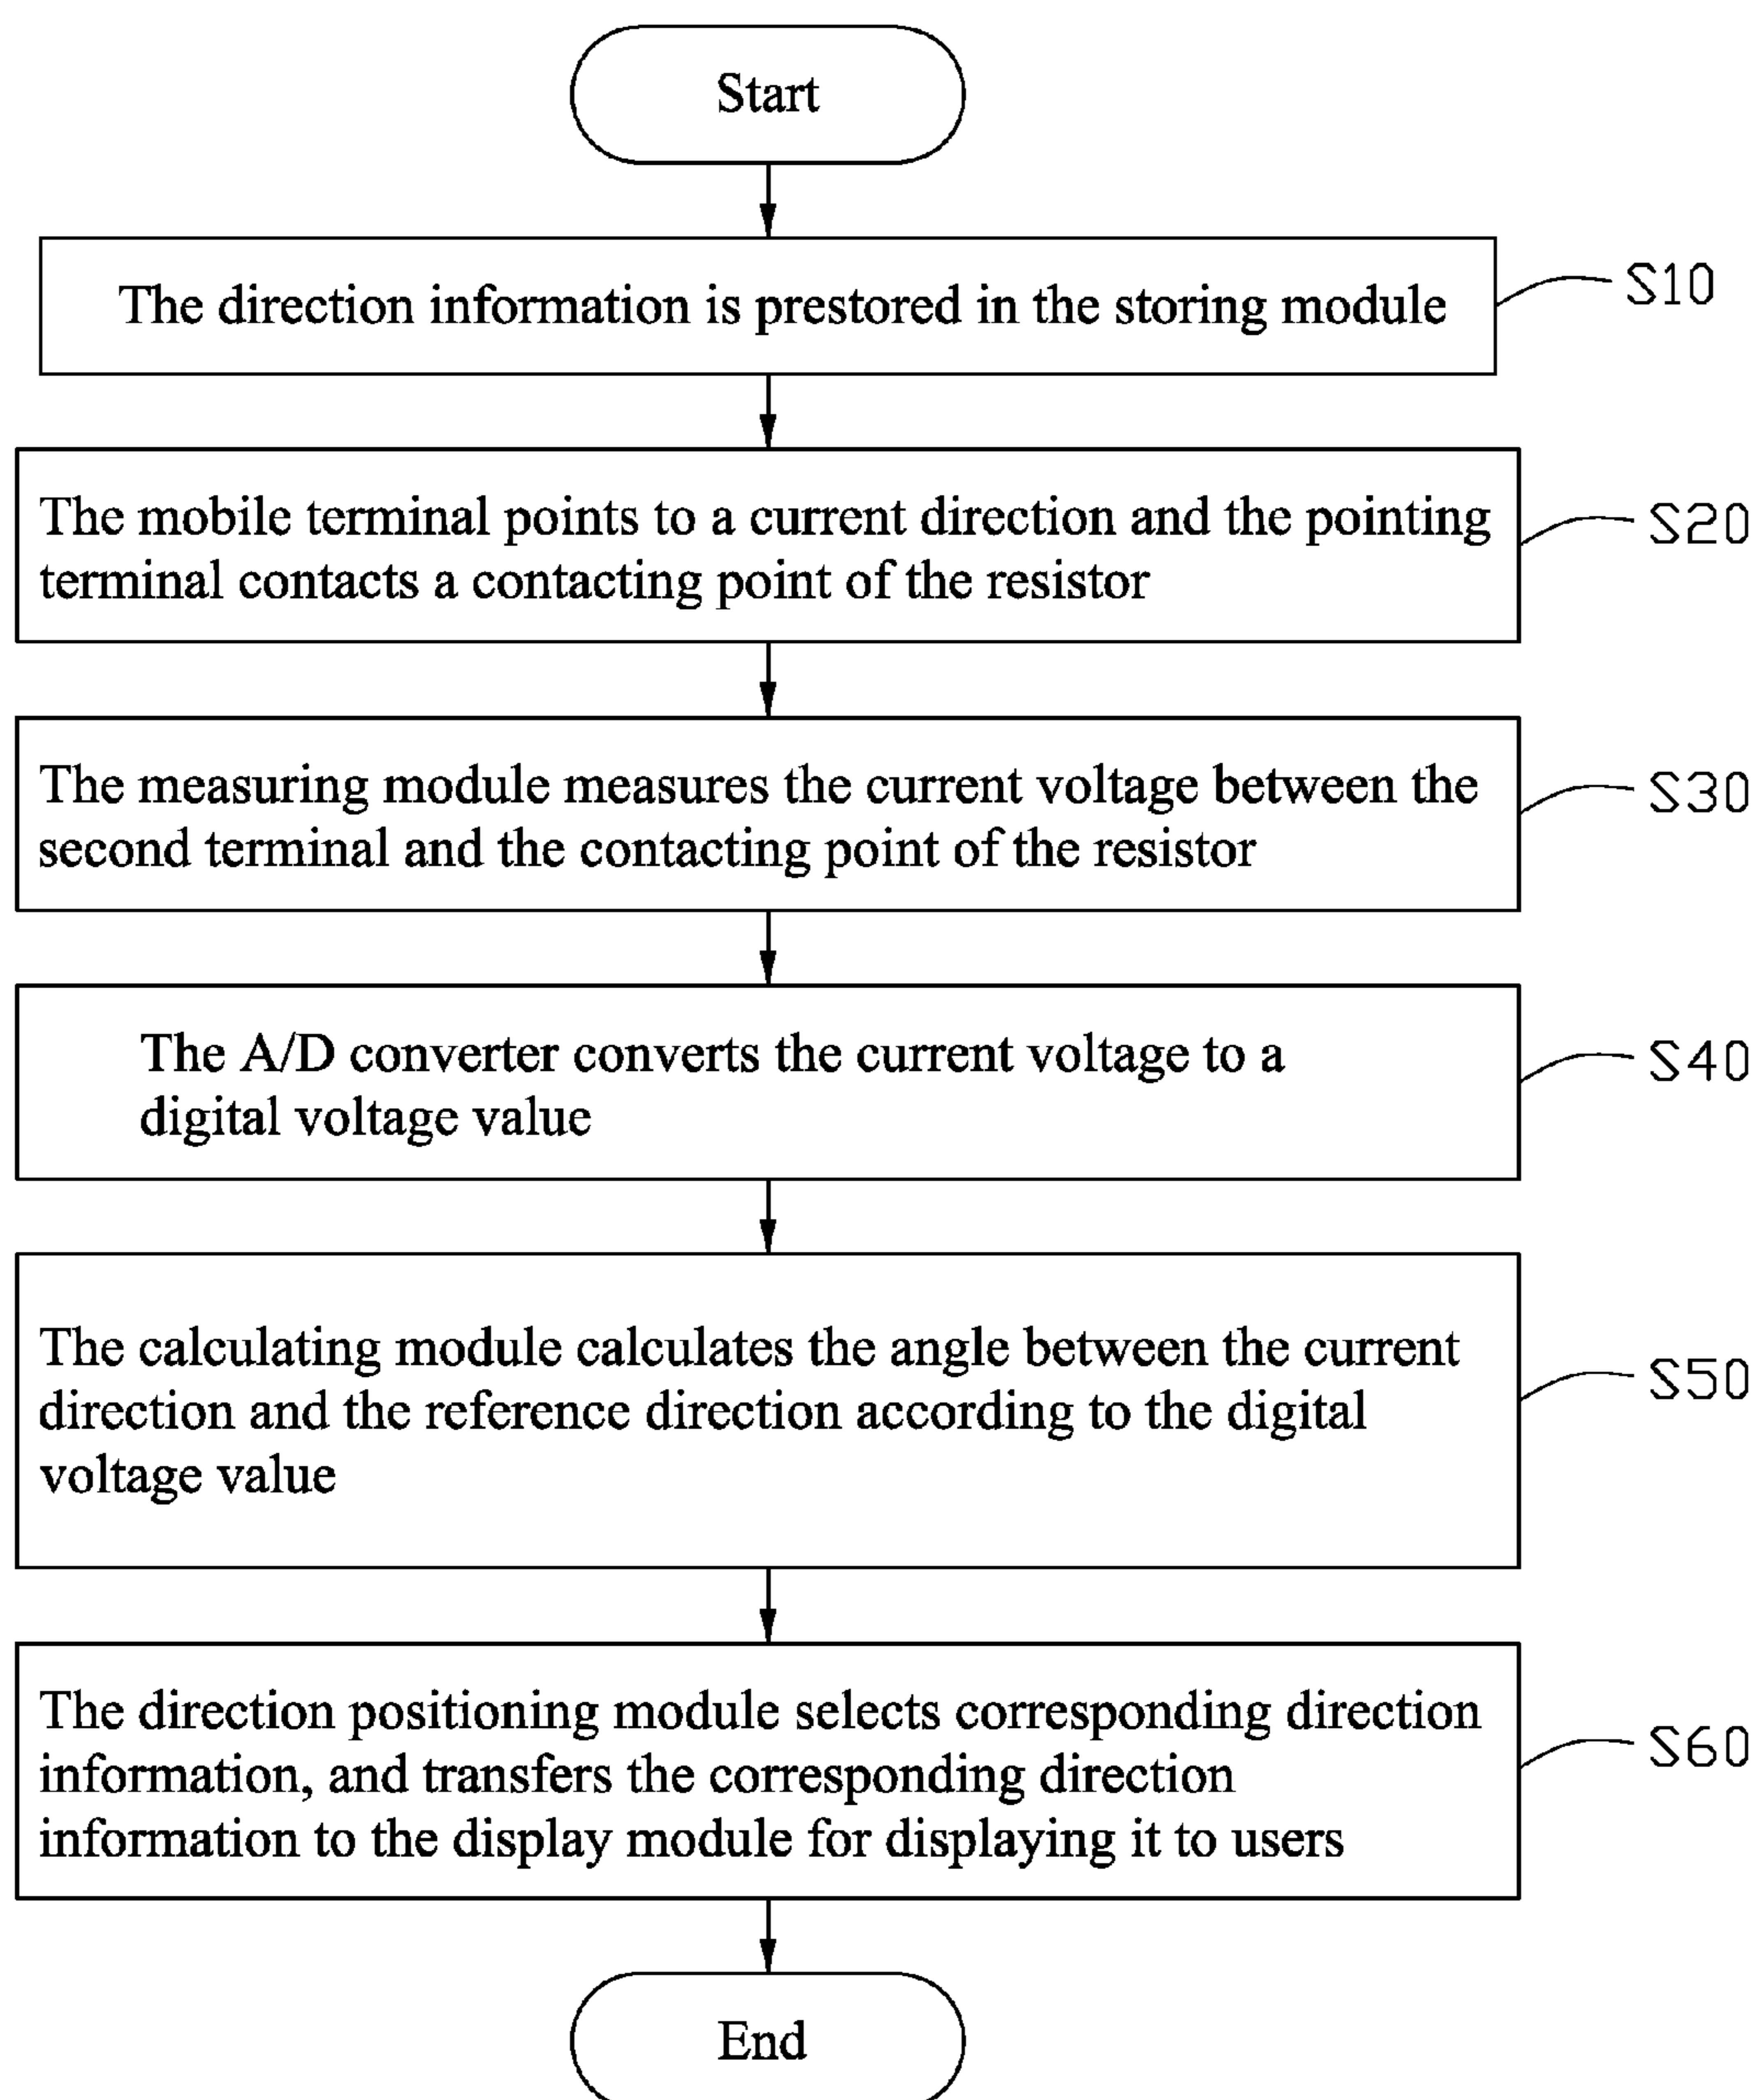 Start
The direction information is prestored in the storing module
S10
The mobile terminal points to a current direction and the pointing
terminal contacts a contacting point of the resistor
S20
The measuring module measures the current voltage between the
second terminal and the contacting point of the resistor
S30
The A/D converter converts the current voltage to a
digital voltage value
S40
The calculating module calculates the angle between the current
direction and the reference direction according to the digital
voltage value
S50
The direction positioning module selects corresponding direction
information, and transfers the corresponding direction
information to the display module for displaying it to users
S60
End